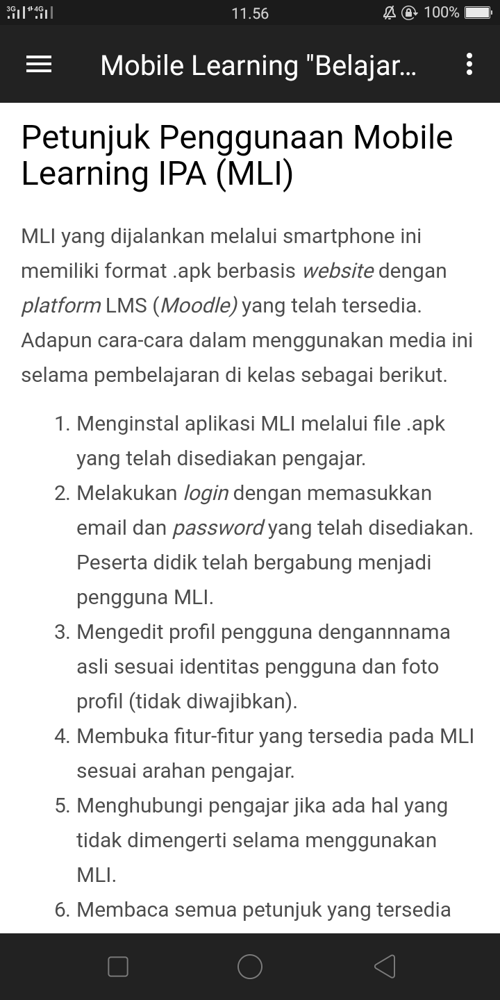 3G 4G 11.56 100%
Mobile Learning "Belajar...
Petunjuk Penggunaan Mobile
Learning IPA (MLI)
MLI yang dijalankan melalui smartphone ini
memiliki format .apk berbasis website dengan
platform LMS (Moodle) yang telah tersedia.
Adapun cara-cara dalam menggunakan media ini
selama pembelajaran di kelas sebagai berikut.
1. Menginstal aplikasi MLI melalui file .apk
yang telah disediakan pengajar.
2. Melakukan login dengan memasukkan
email dan password yang telah disediakan.
Peserta didik telah bergabung menjadi
pengguna MLI.
3. Mengedit profil pengguna dengannnama
asli sesuai identitas pengguna dan foto
profil (tidak diwajibkan).
4. Membuka fitur-fitur yang tersedia pada MLI
sesuai arahan pengajar.
5. Menghubungi pengajar jika ada hal yang
tidak dimengerti selama menggunakan
MLI.
6. Membaca semua petunjuk yang tersedia